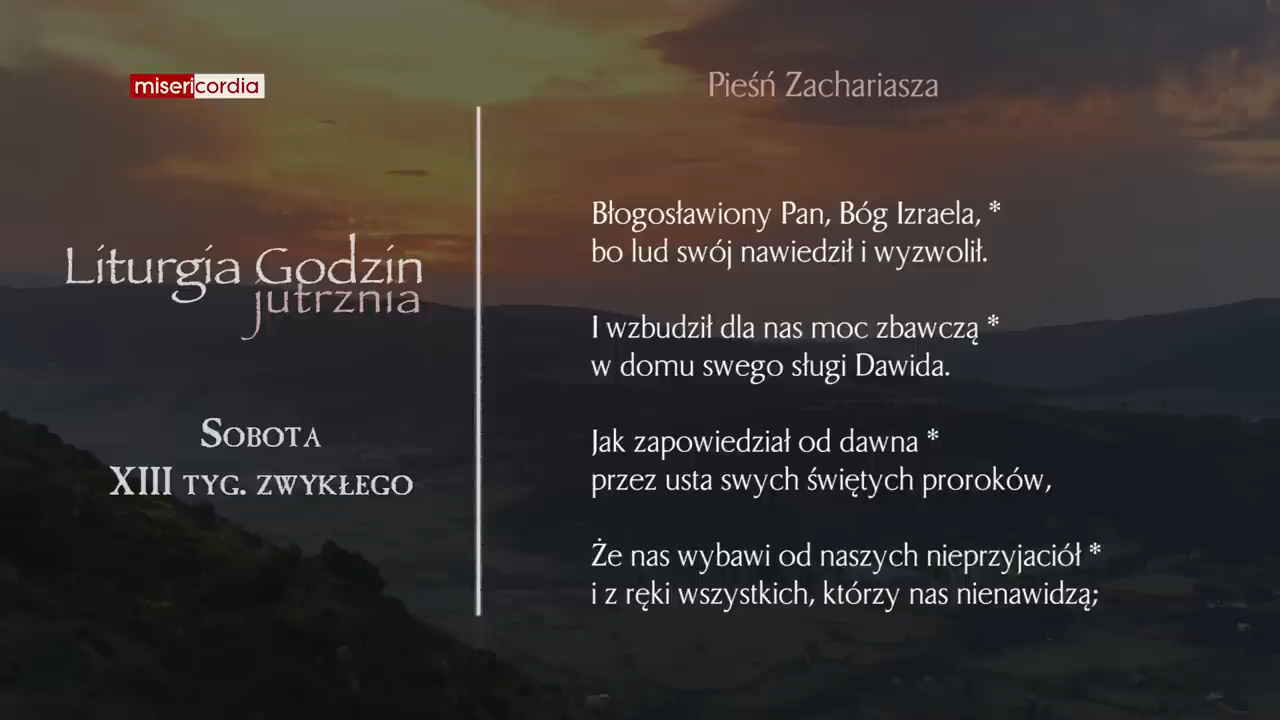 misericordia
Liturgia Godzin
jutrznia
Sobota
XIII tyg. zwykłego
Pieśń Zachariasza
Błogosławiony Pan, Bóg Izraela, *
bo lud swój nawiedził i wyzwolił.
I wzbudził dla nas moc zbawczą *
w domu swego sługi Dawida.
Jak zapowiedział od dawna *
przez usta swych świętych proroków,
Że nas wybawi od naszych nieprzyjaciół *
i z ręki wszystkich, którzy nas nienawidzą;